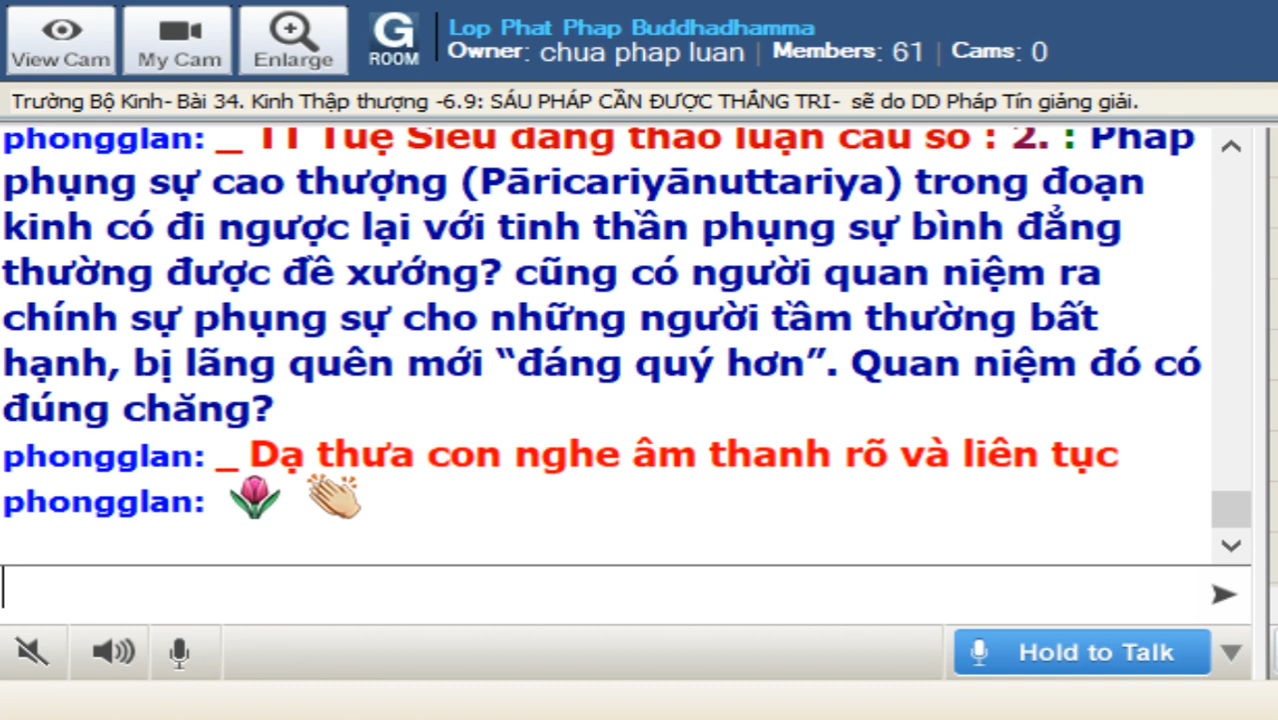 View Cam
My Cam
Enlarge
G
ROOM
Lop Phat Phap Buddhadhamma
Owner: chua phap luan | Members: 61 | Cams: 0
Trường Bộ Kinh- Bài 34. Kinh Thập thượng -6.9: SÁU PHÁP CẦN ĐƯỢC THẮNG TRI- sẽ do DD Pháp Tín giảng giải.
phongglan: _ TT Tuệ Siêu đang thảo luận câu số : 2. : Pháp
phụng sự cao thượng (Pāricariyānuttariya) trong đoạn
kinh có đi ngược lại với tinh thần phụng sự bình đẳng
thường được đề xướng? cũng có người quan niệm ra
chính sự phụng sự cho những người tầm thường bất
hạnh, bị lãng quên mới “đáng quý hơn”. Quan niệm đó có
đúng chăng?
phongglan: _ Dạ thưa con nghe âm thanh rõ và liên tục
phongglan:
Hold to Talk